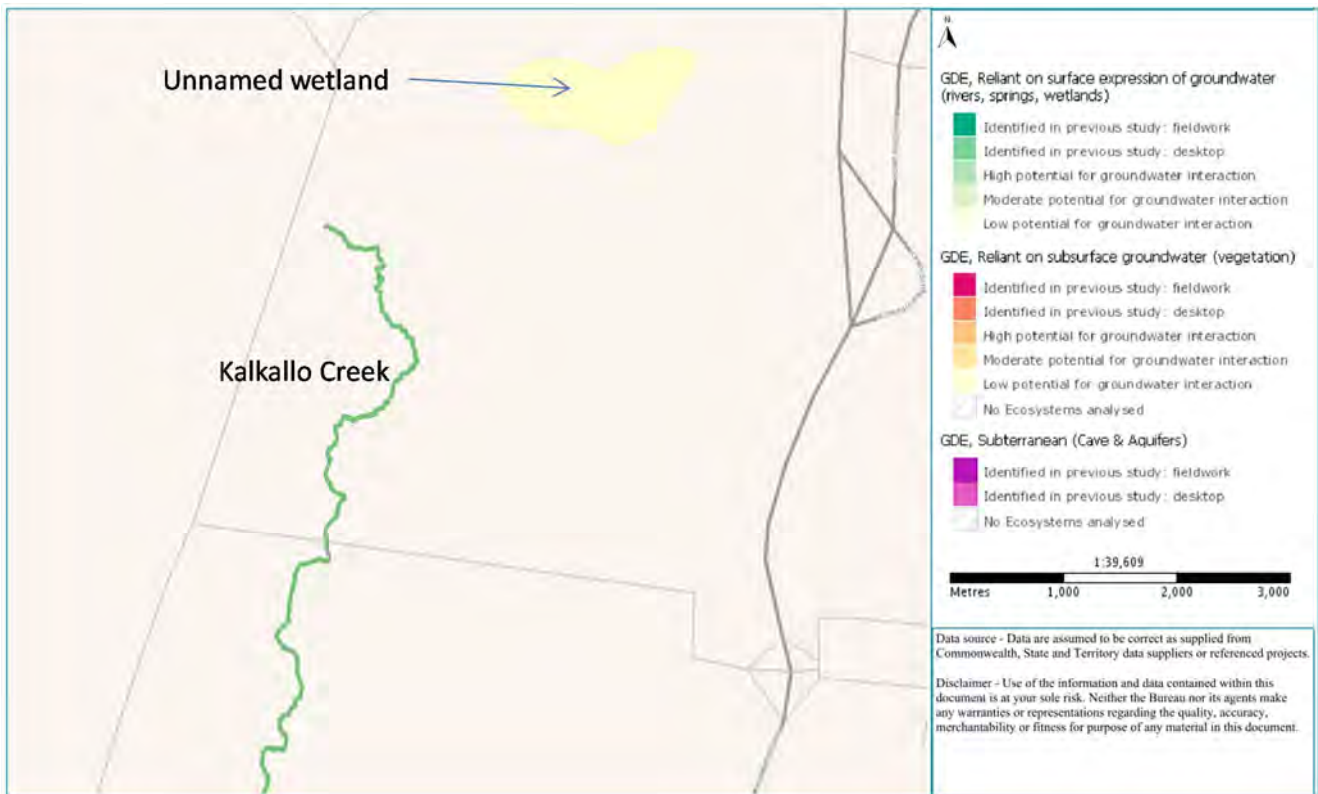 Unnamed wetland
Kalkallo Creek
N
GDE, Reliant on surface expression of groundwater
(rivers, springs, wetlands)
Identified in previous study: fieldwork
Identified in previous study: desktop
High potential for groundwater interaction
Moderate potential for groundwater interaction
Low potential for groundwater interaction
GDE, Reliant on subsurface groundwater (vegetation)
Identified in previous study: fieldwork
Identified in previous study: desktop
High potential for groundwater interaction
Moderate potential for groundwater interaction
Low potential for groundwater interaction
No Ecosystems analysed
GDE, Subterranean (Cave & Aquifers)
Identified in previous study: fieldwork
Identified in previous study: desktop
No Ecosystems analysed
1:39,609
Metres 1,000 2,000 3,000
Data source - Data are assumed to be correct as supplied from
Commonwealth, State and Territory data suppliers or referenced projects.
Disclaimer - Use of the information and data contained within this
document is at your sole risk. Neither the Bureau nor its agents make
any warranties or representations regarding the quality, accuracy,
merchantability or fitness for purpose of any material in this document.